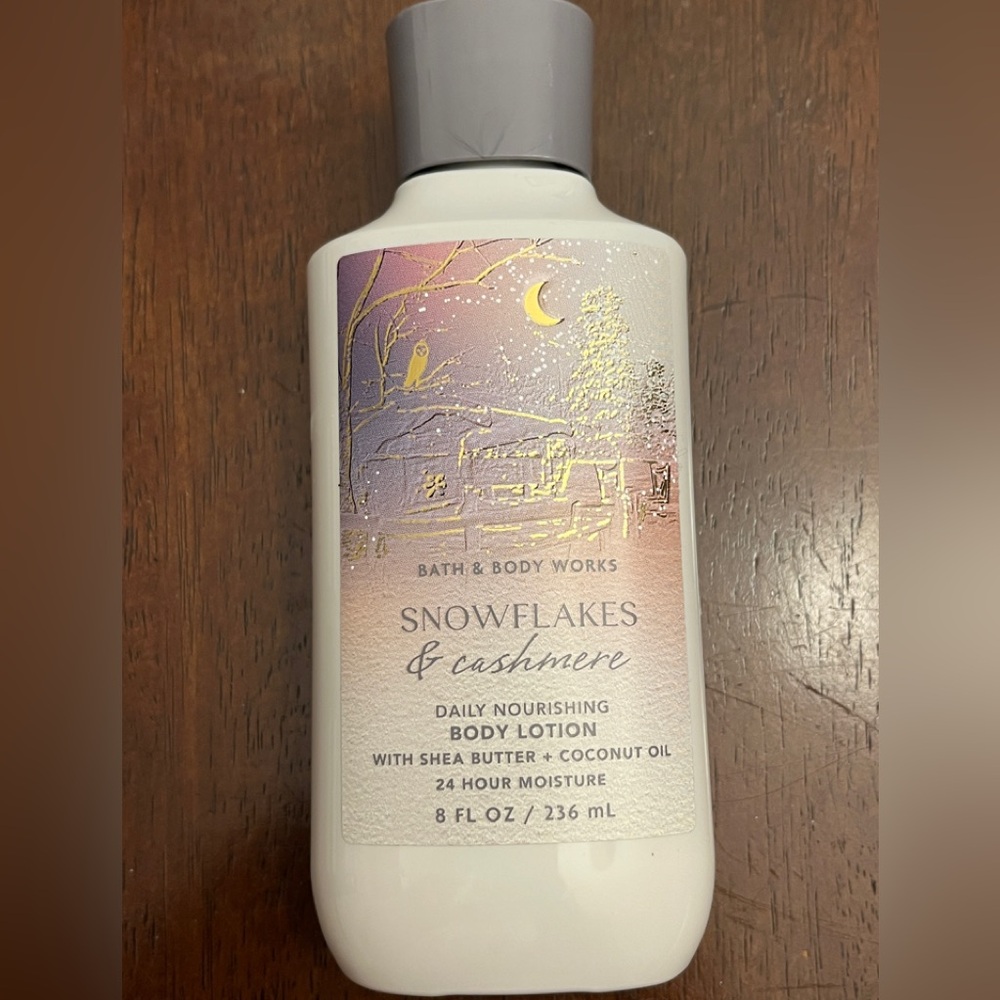 BATH & BODY WORKS
SNOWFLAKES
& cashmere
DAILY NOURISHING
BODY LOTION
WITH SHEA BUTTER + COCONUT OIL
24 HOUR MOISTURE
8 FL OZ / 236 mL